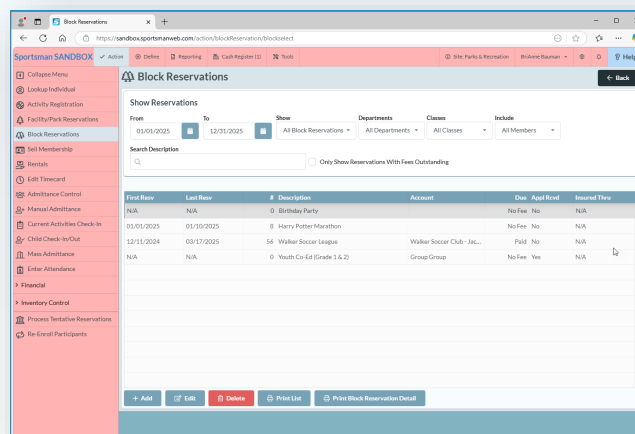 Block Reservations
https://sandbox.sportsmanweb.com/action/blockReservation/blockselect
Sportsman SANDBOX Action Define Reporting Cash Register (1) Tools Site: Parks & Recreation BriAnne Bauman Help
Collapse Menu
Lookup Individual
Activity Registration
Facility/Park Reservations
Block Reservations
Sell Membership
Rentals
Edit Timecard
Admittance Control
Manual Admittance
Current Activities Check-In
Child Check-In/Out
Mass Admittance
Enter Attendance
Financial
Inventory Control
Process Tentative Reservations
Re-Enroll Participants
Block Reservations
Back
Show Reservations
From To Show Departments Classes Include
01/01/2025 12/31/2025 All Block Reservations All Departments All Classes All Members
Search Description
Only Show Reservations With Fees Outstanding
First Resv Last Resv # Description Account Due Appl Rcvd Insured Thru
N/A N/A 0 Birthday Party No Fee No N/A
01/01/2025 01/10/2025 8 Harry Potter Marathon No Fee No N/A
12/11/2024 03/17/2025 56 Walker Soccer League Walker Soccer Club - Jac... Paid No N/A
N/A N/A 0 Youth Co-Ed (Grade 1 & 2) Group Group No Fee Yes N/A
+ Add Edit Delete Print List Print Block Reservation Detail